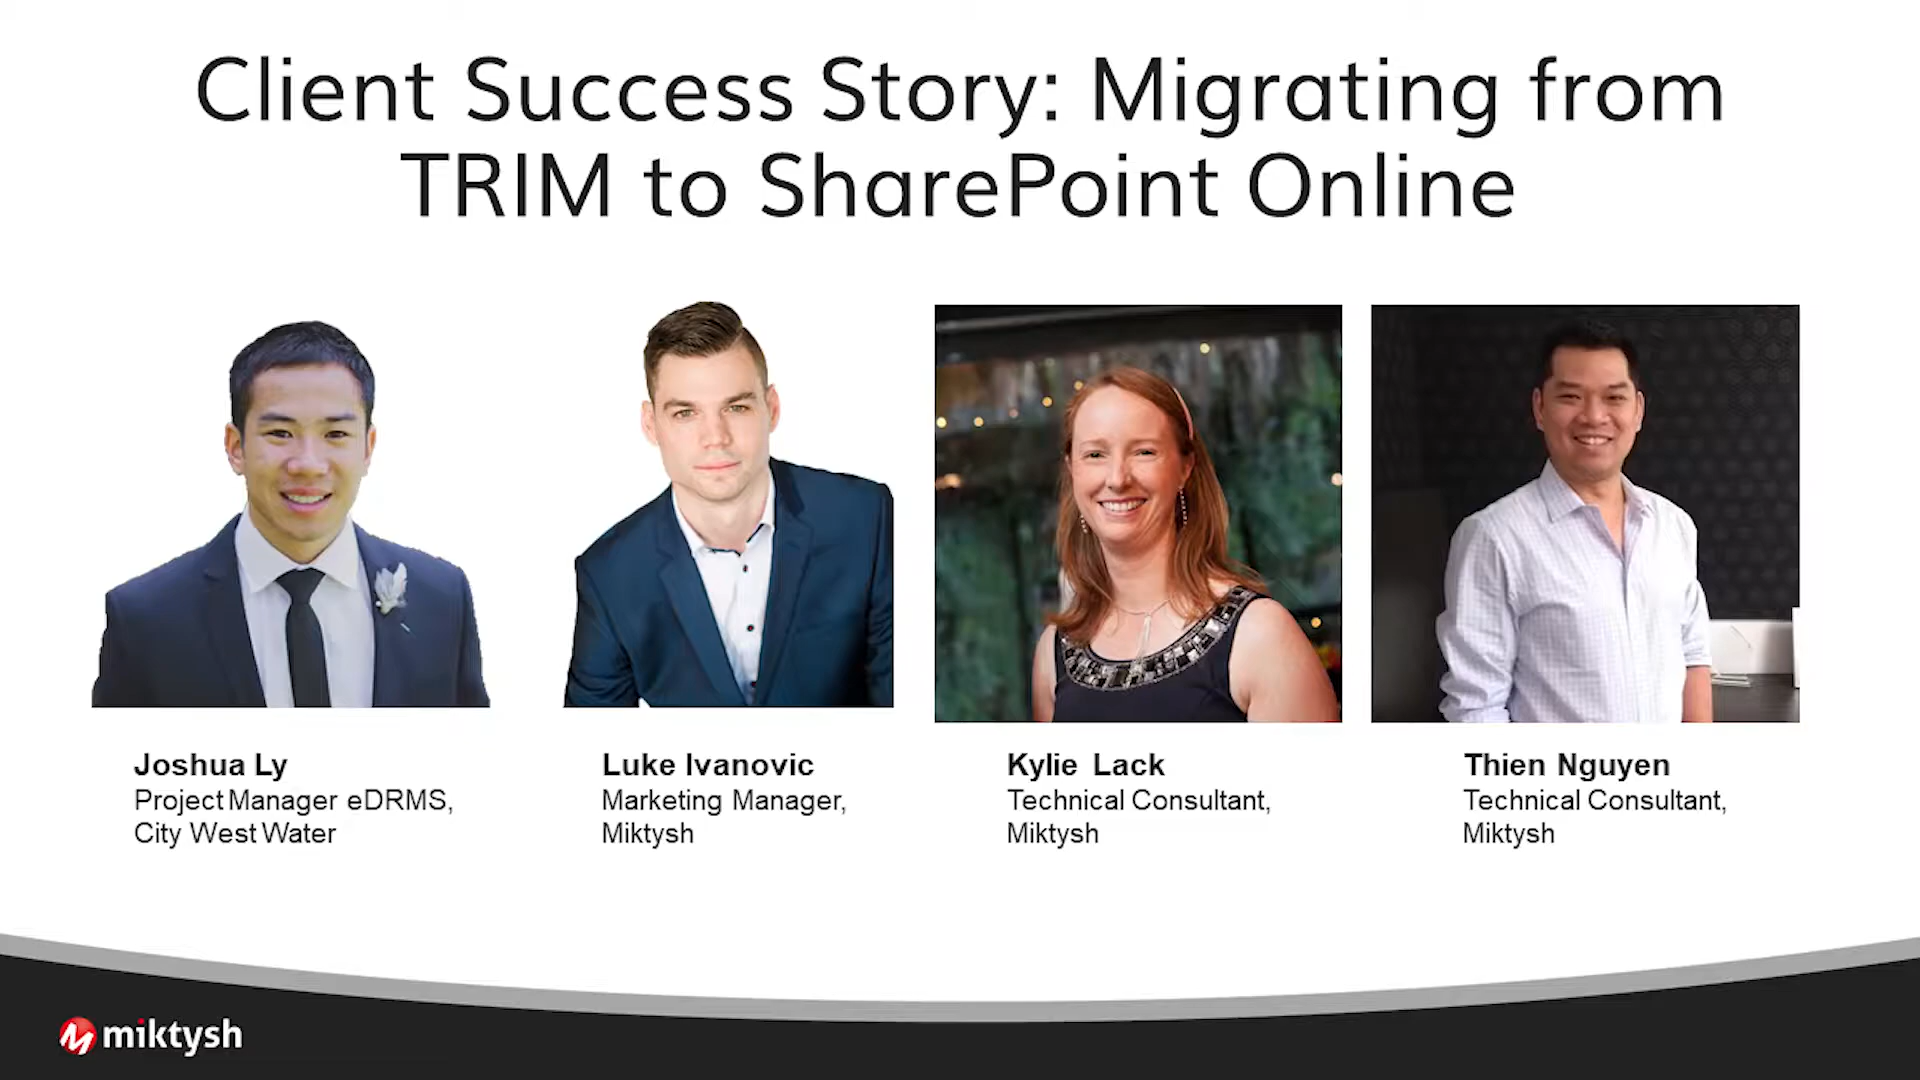 Client Success Story: Migrating from
TRIM to SharePoint Online
Joshua Ly
Project Manager eDRMS,
City West Water
Luke Ivanovic
Marketing Manager,
Miktysh
Kylie Lack
Technical Consultant,
Miktysh
Thien Nguyen
Technical Consultant,
Miktysh
miktysh